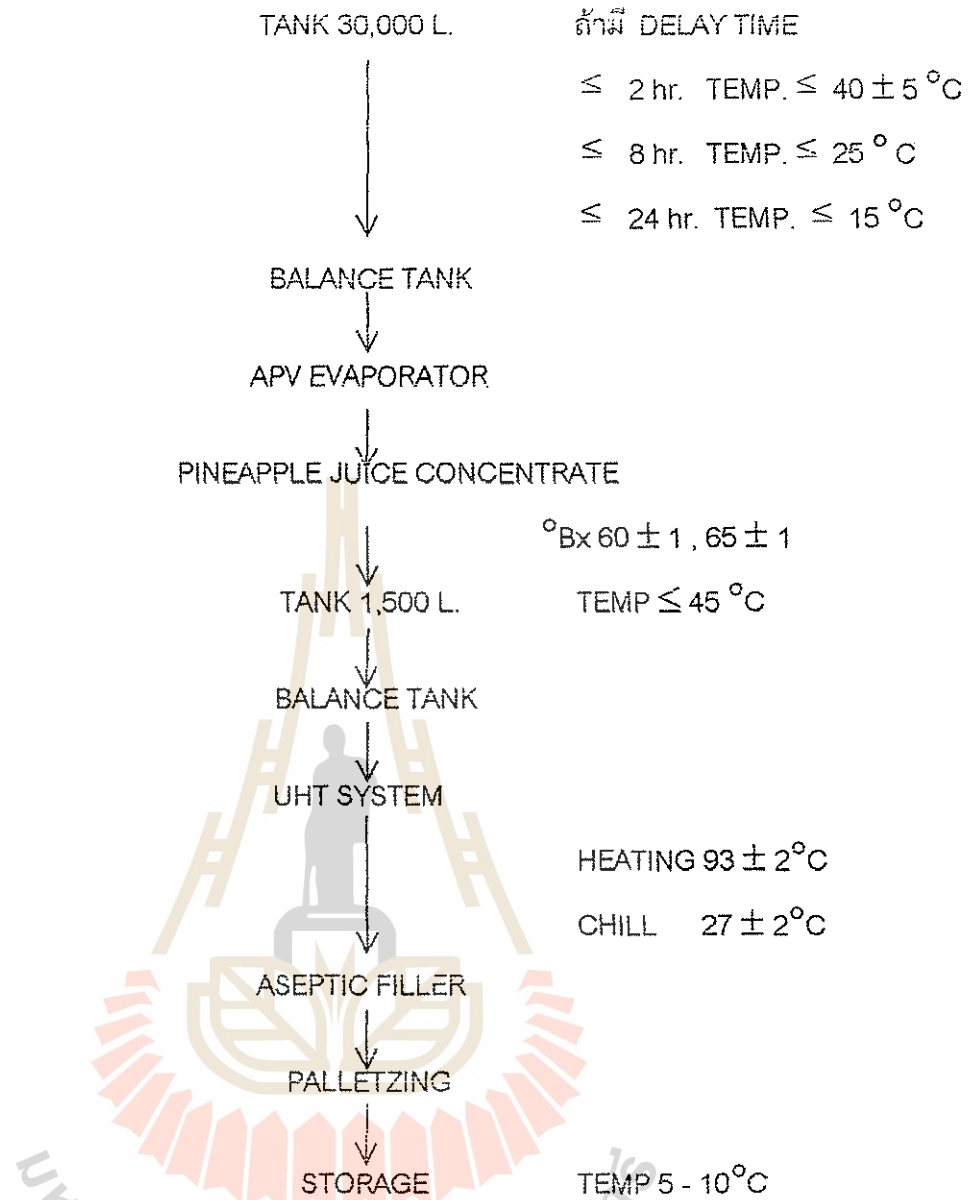 TANK 30,000 L. ถ้ามี DELAY TIME
≤ 2 hr. TEMP. ≤ 40 ± 5 °C
≤ 8 hr. TEMP. ≤ 25 °C
≤ 24 hr. TEMP. ≤ 15 °C
BALANCE TANK
APV EVAPORATOR
PINEAPPLE JUICE CONCENTRATE
°Bx 60 ± 1 , 65 ± 1
TANK 1,500 L. TEMP ≤ 45 °C
BALANCE TANK
UHT SYSTEM
HEATING 93 ± 2°C
CHILL 27 ± 2°C
ASEPTIC FILLER
PALLETZING
STORAGE TEMP 5 - 10°C